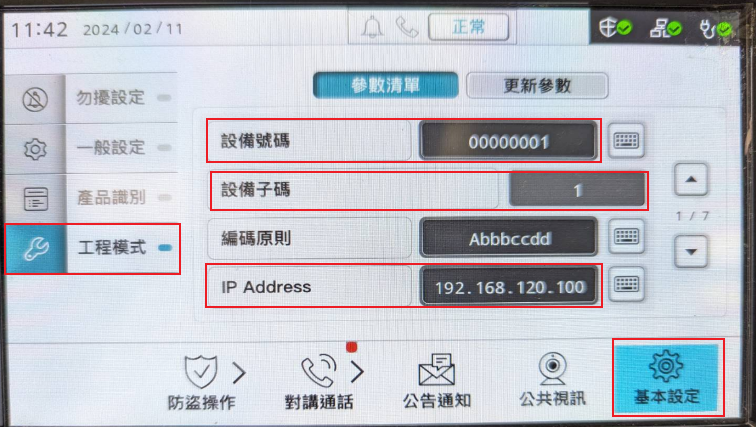 11:42 2024/02/11 正常
參數清單 更新參數
勿擾設定
一般設定
產品識別
工程模式
設備號碼 00000001
設備子碼 1
編碼原則 Abbbccdd
IP Address 192.168.120.100
1 / 7
防盜操作 對講通話 公告通知 公共視訊 基本設定